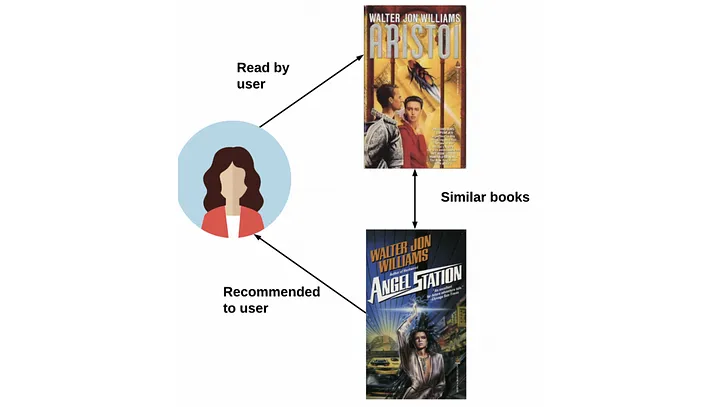 WALTER JON WILLIAMS
ARISTOI
Read by
user
Similar books
WALTER JON
WILLIAMS
ANGEL STATION
Recommended
to user